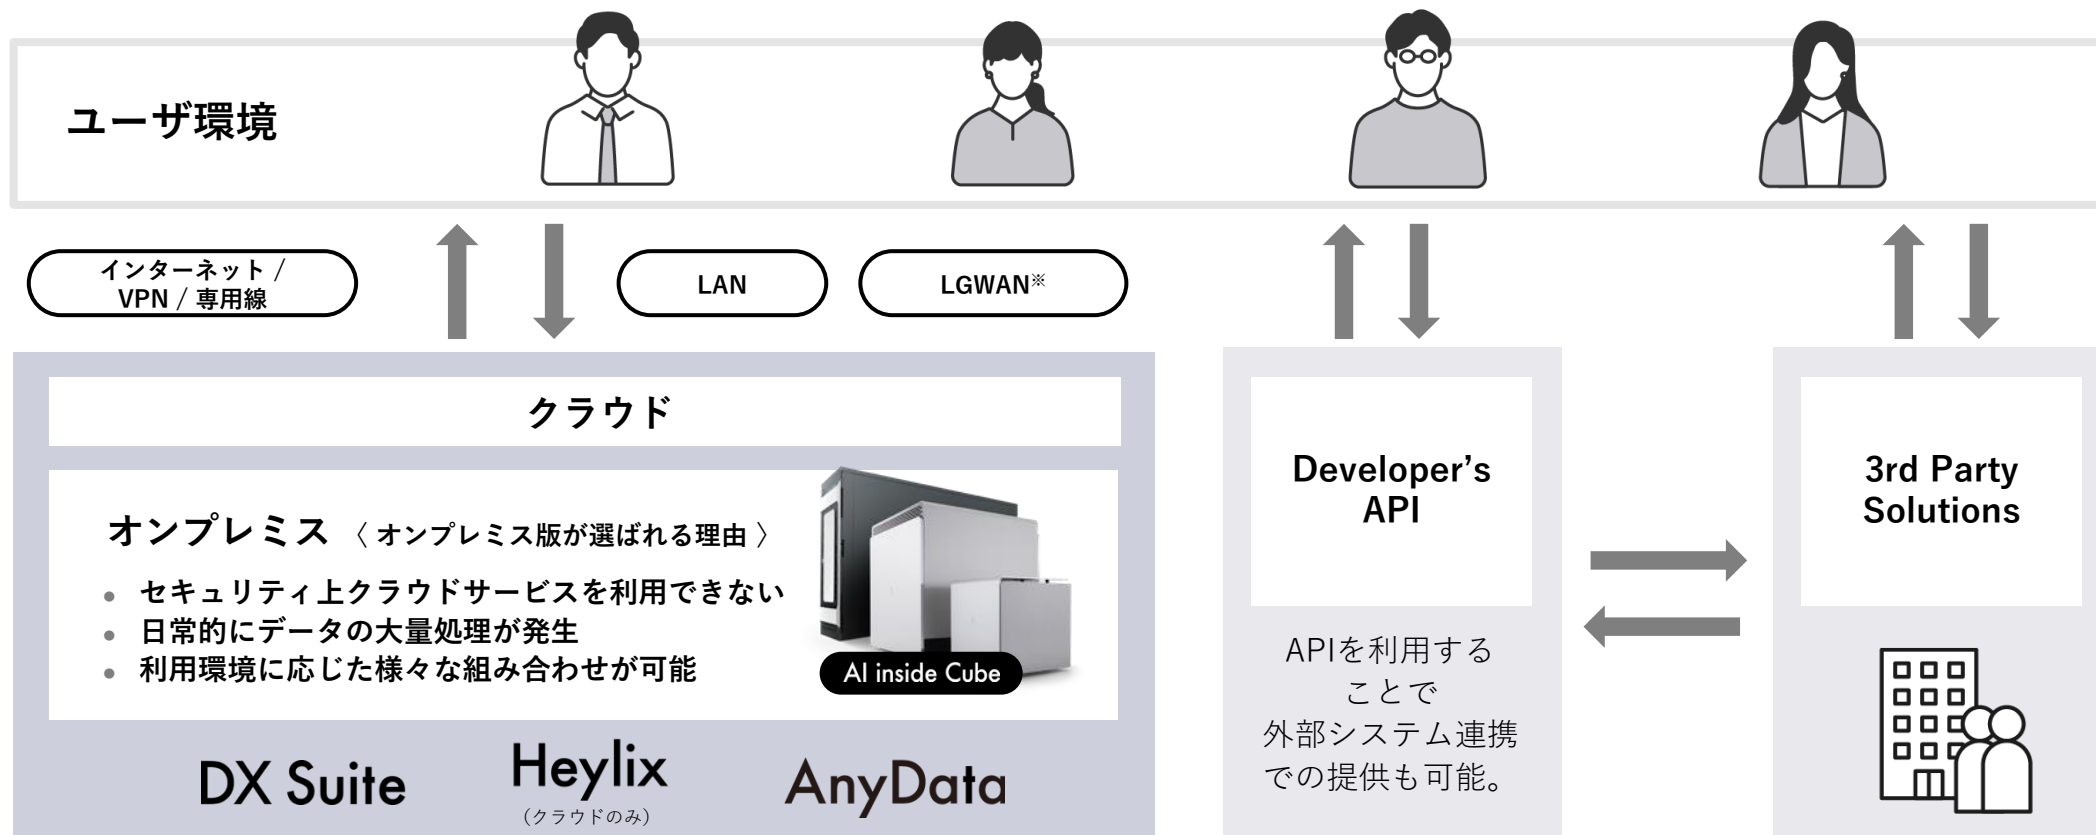 ユーザ環境
インターネット /
VPN / 専用線
LAN
LGWAN※
クラウド
オンプレミス 〈 オンプレミス版が選ばれる理由 〉
• セキュリティ上クラウドサービスを利用できない
• 日常的にデータの大量処理が発生
• 利用環境に応じた様々な組み合わせが可能
AI inside Cube
DX Suite
Heylix
（クラウドのみ）
AnyData
Developer’s
API
APIを利用する
ことで
外部システム連携
での提供も可能。
3rd Party
Solutions